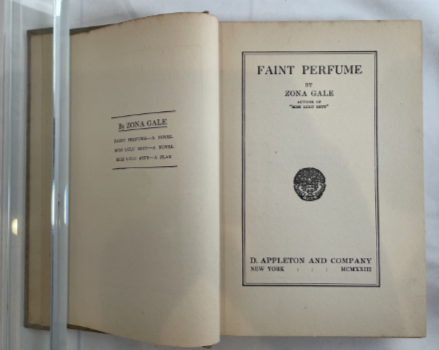 By ZONA GALE
FAINT PERFUME—A NOVEL
MISS LULU BETT—A NOVEL
MISS LULU BETT—A PLAY
FAINT PERFUME
BY
ZONA GALE
AUTHOR OF
"MISS LULU BETT"
D. APPLETON AND COMPANY
NEW YORK : : : MCMXXIII